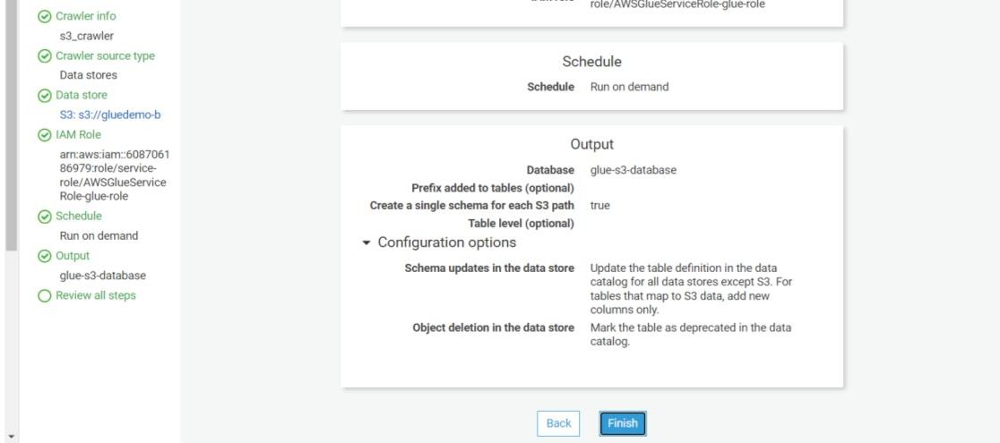 Crawler info
s3_crawler
Crawler source type
Data stores
Data store
S3: s3://gluedemo-b
IAM Role
arn:aws:iam::6087061
86979:role/service-
role/AWSGlueService
Role-glue-role
Schedule
Run on demand
Output
glue-s3-database
Review all steps
role/AWSGlueServiceRole-glue-role
Schedule
Schedule Run on demand
Output
Database glue-s3-database
Prefix added to tables (optional)
Create a single schema for each S3 path true
Table level (optional)
Configuration options
Schema updates in the data store Update the table definition in the data
catalog for all data stores except S3. For
tables that map to S3 data, add new
columns only.
Object deletion in the data store Mark the table as deprecated in the data
catalog.
Back Finish